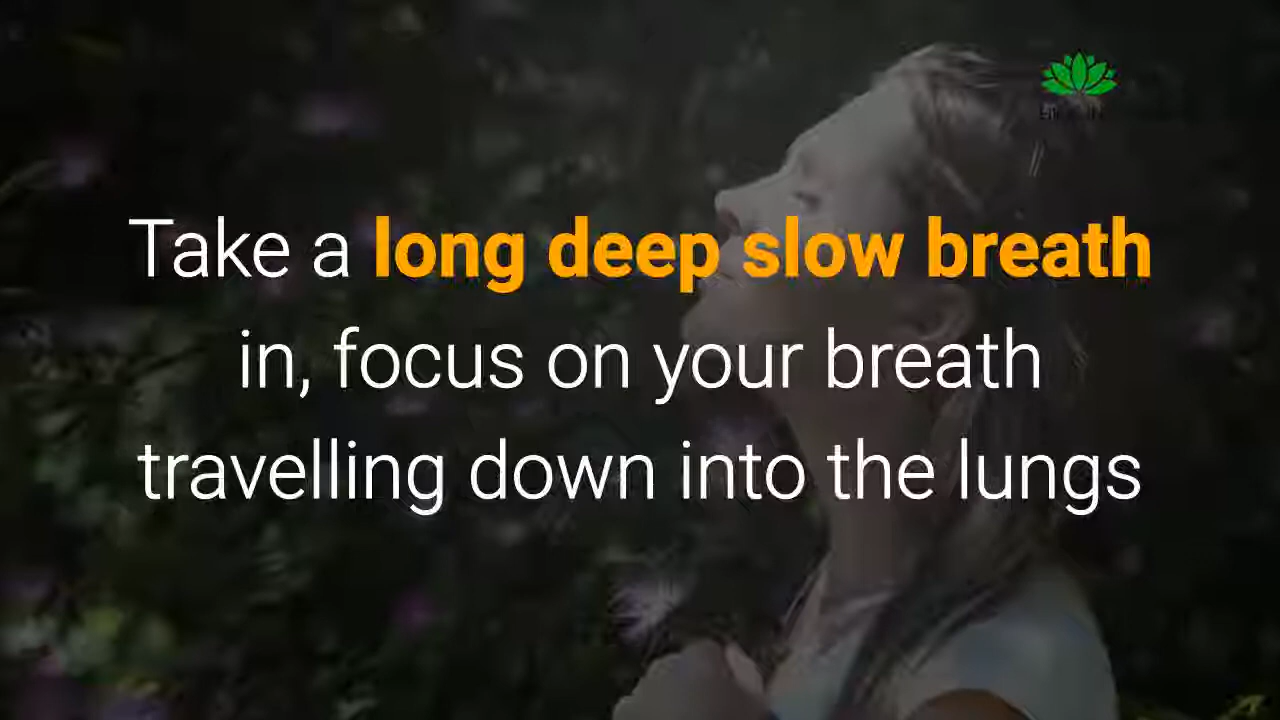 Take a long deep slow breath
in, focus on your breath
travelling down into the lungs